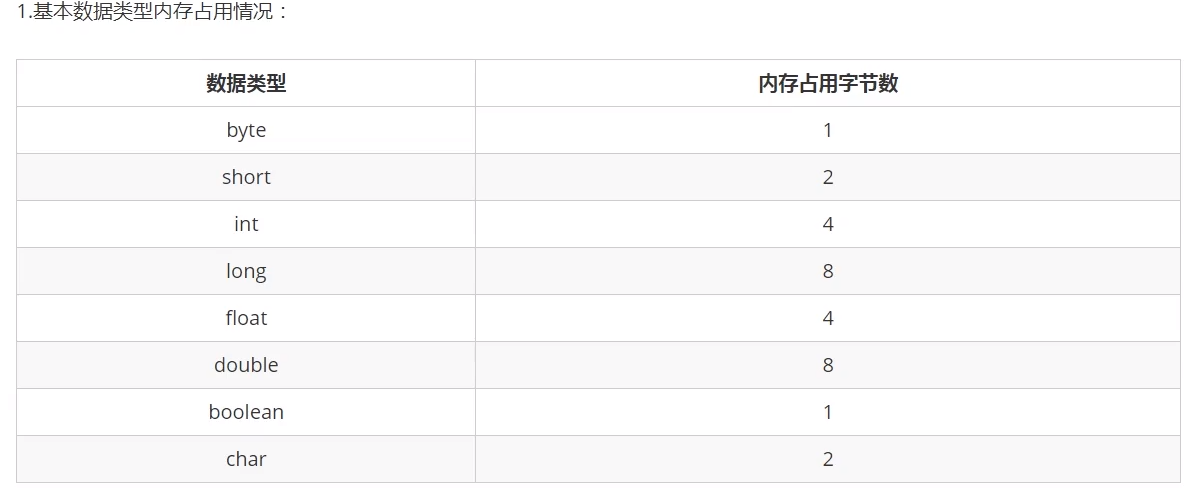 1.基本数据类型内存占用情况：
数据类型 内存占用字节数
byte 1
short 2
int 4
long 8
float 4
double 8
boolean 1
char 2